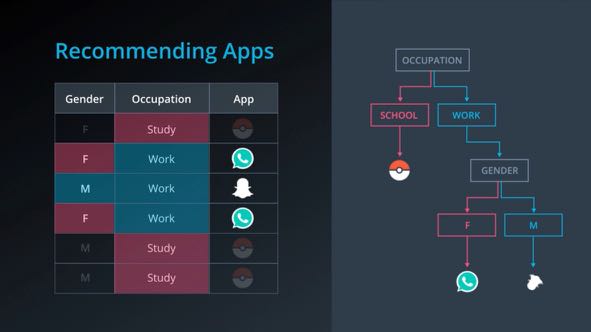 Recommending Apps
Gender Occupation App
F Study
F Work
M Work
F Work
M Study
M Study
OCCUPATION
SCHOOL WORK
GENDER
F M